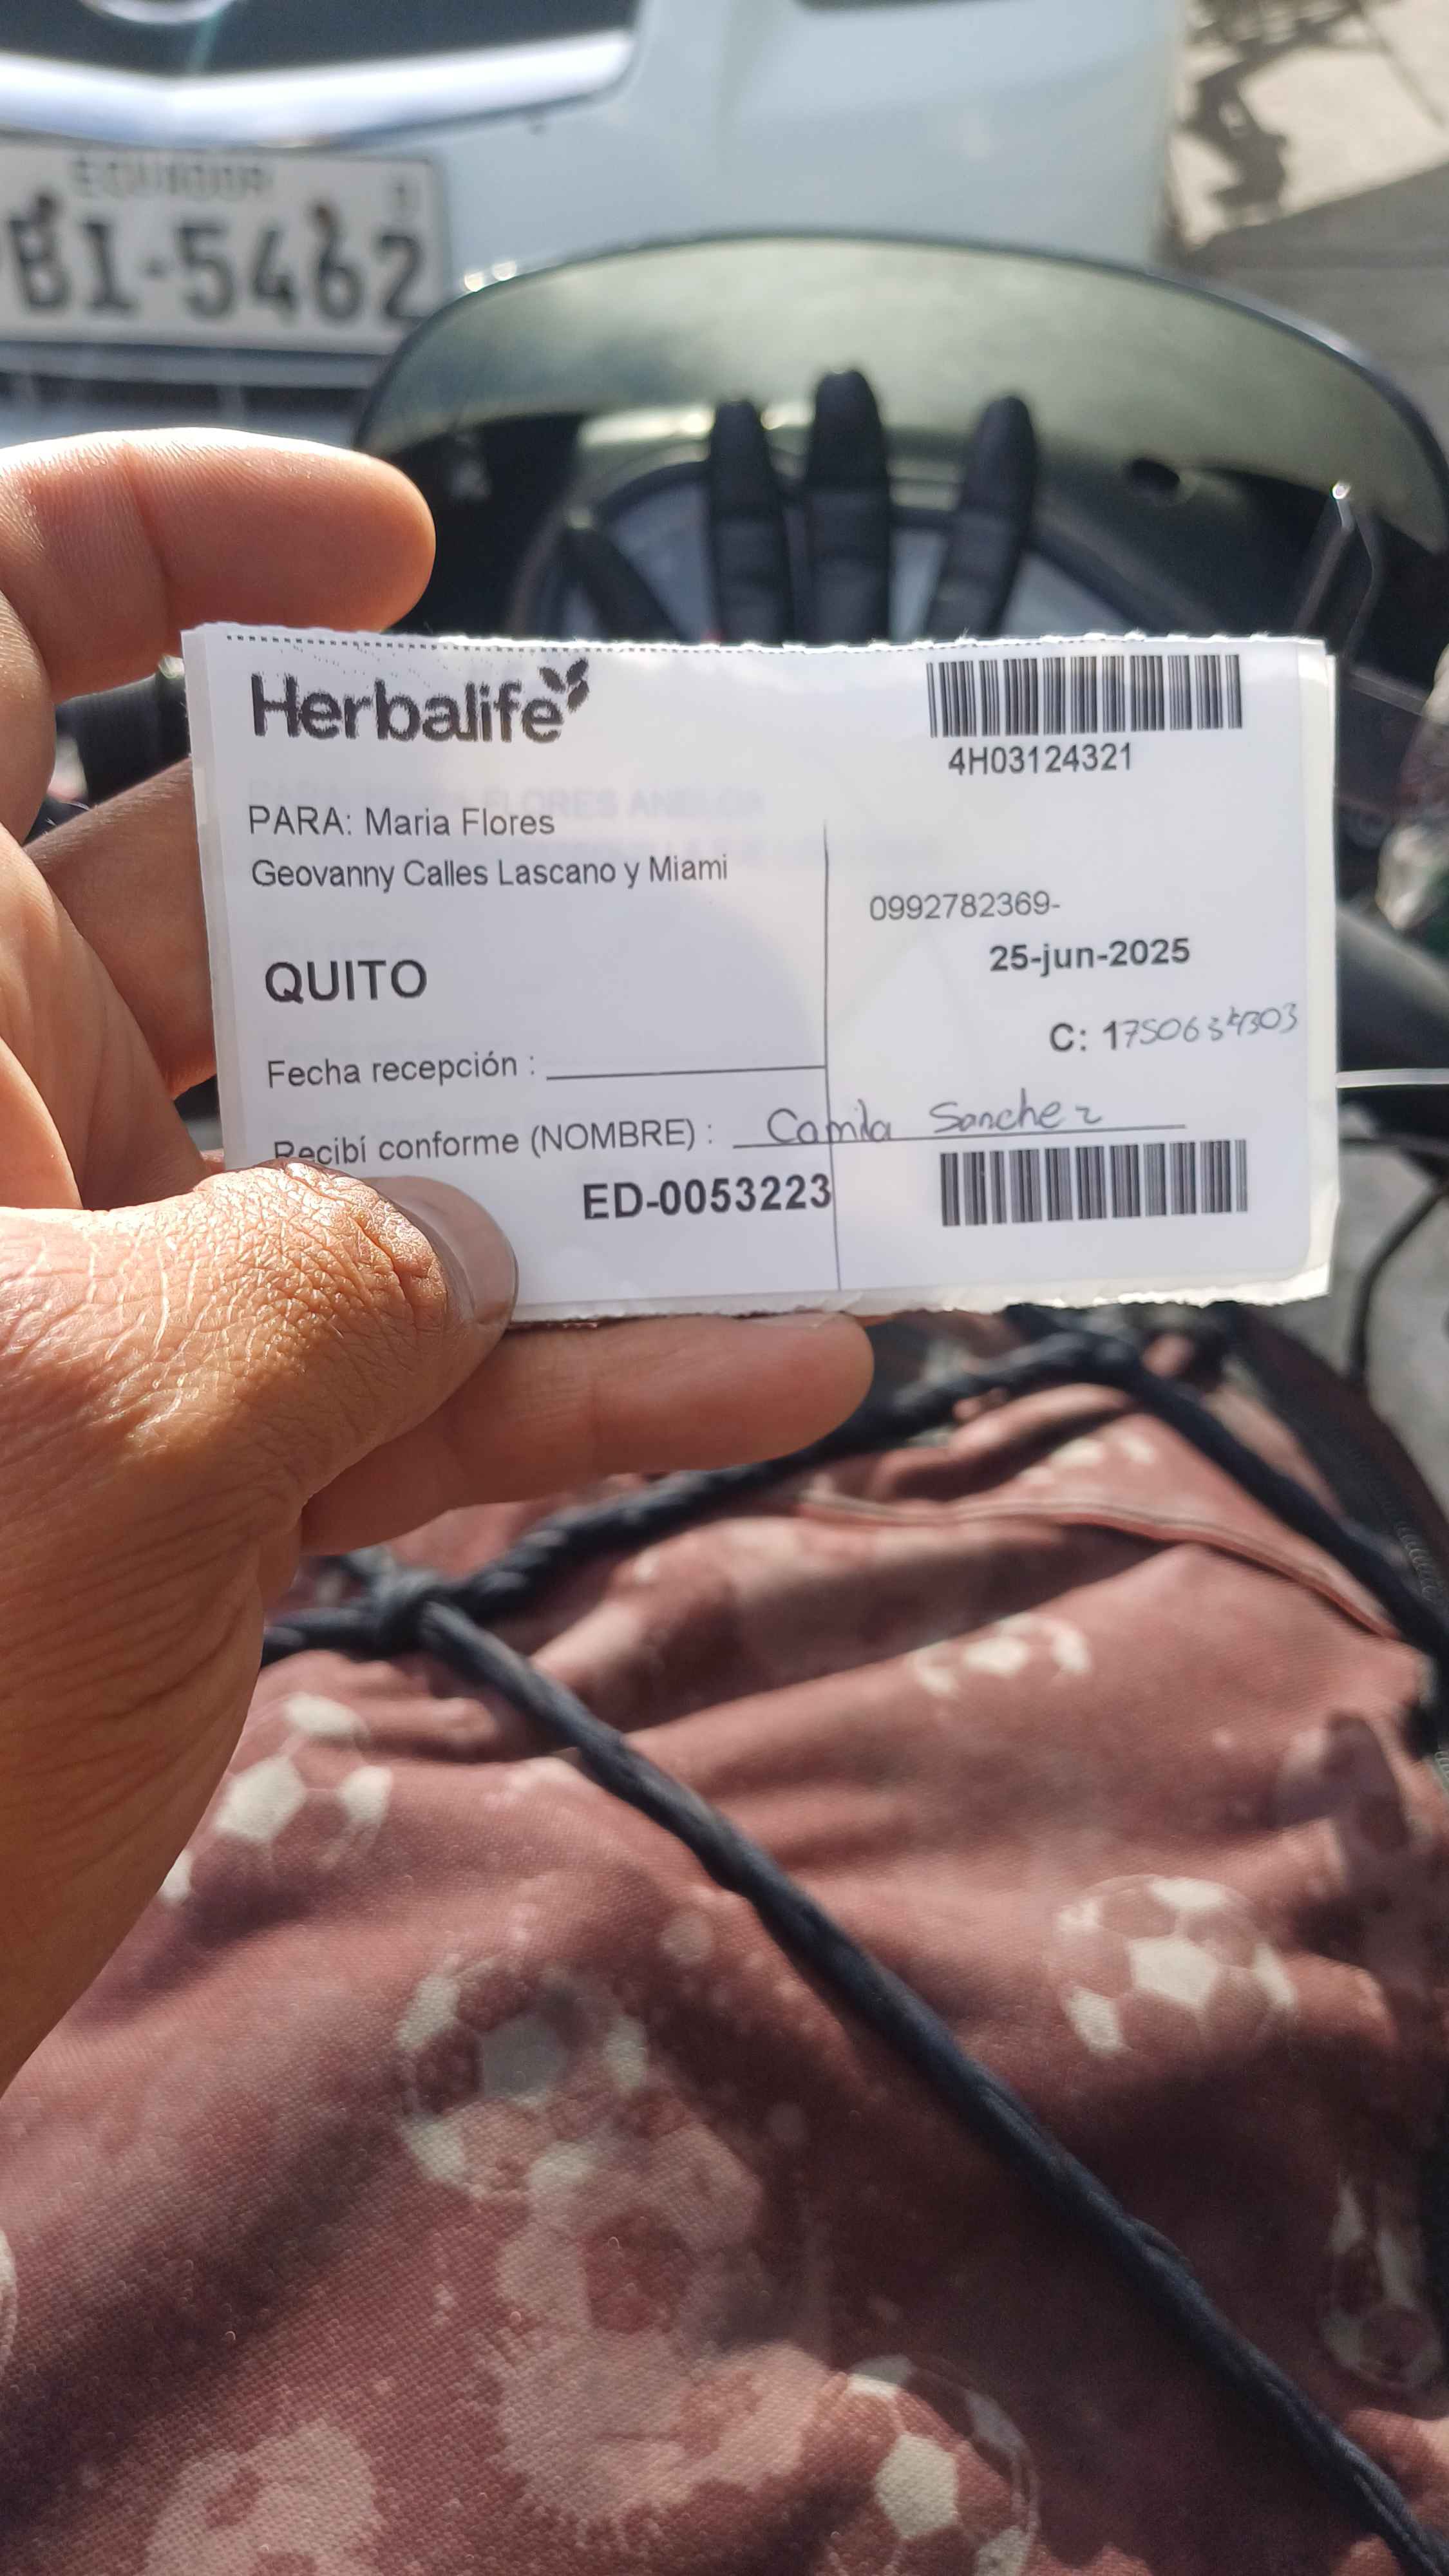 ECUADOR
PBI-5462
Herbalife
4H03124321
PARA: Maria Flores
Geovanny Calles Lascano y Miami
0992782369-
QUITO
25-jun-2025
C: 1750634303
Fecha recepción :
Recibí conforme (NOMBRE) : Camila Sanchez
ED-0053223